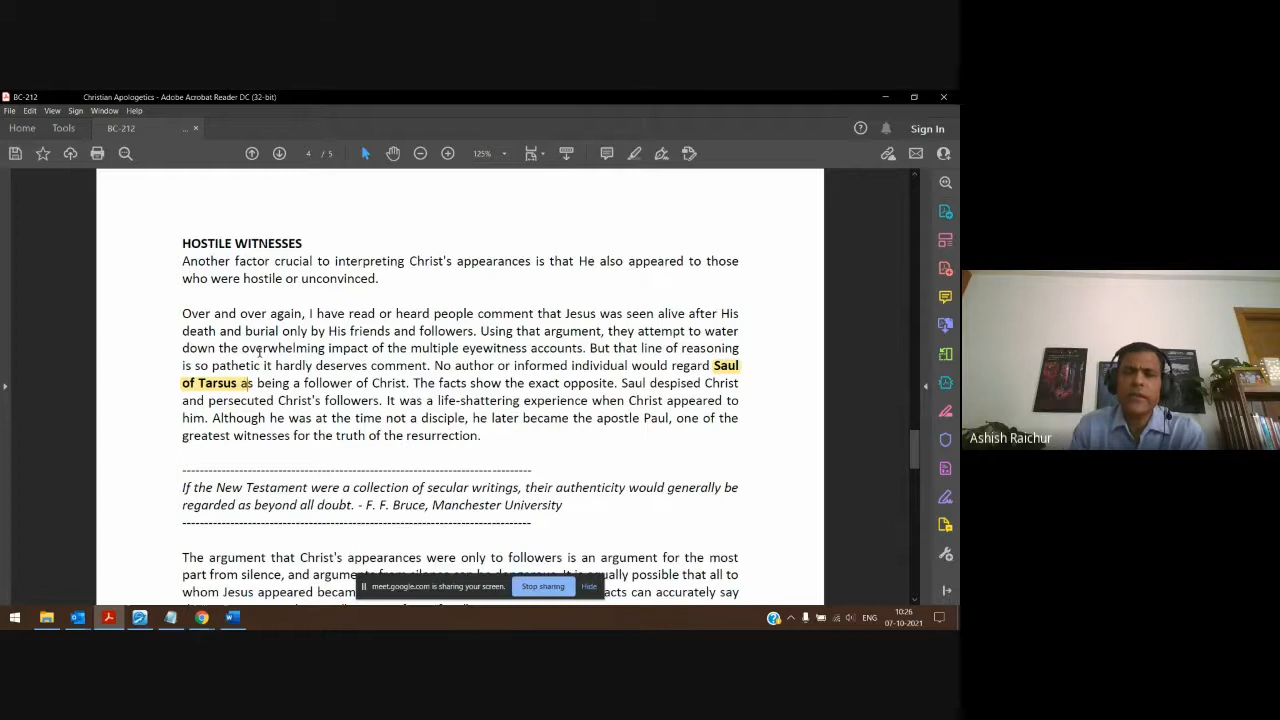 BC-212 Christian Apologetics - Adobe Acrobat Reader DC (32-bit)
File Edit View Sign Window Help
Home Tools BC-212 ... × Sign In
4 / 5 125%
HOSTILE WITNESSES
Another factor crucial to interpreting Christ's appearances is that He also appeared to those
who were hostile or unconvinced.
Over and over again, I have read or heard people comment that Jesus was seen alive after His
death and burial only by His friends and followers. Using that argument, they attempt to water
down the overwhelming impact of the multiple eyewitness accounts. But that line of reasoning
is so pathetic it hardly deserves comment. No author or informed individual would regard Saul
of Tarsus as being a follower of Christ. The facts show the exact opposite. Saul despised Christ
and persecuted Christ's followers. It was a life-shattering experience when Christ appeared to
him. Although he was at the time not a disciple, he later became the apostle Paul, one of the
greatest witnesses for the truth of the resurrection.
--------------------------------------------------------------------------------
If the New Testament were a collection of secular writings, their authenticity would generally be
regarded as beyond all doubt. - F. F. Bruce, Manchester University
--------------------------------------------------------------------------------
The argument that Christ's appearances were only to followers is an argument for the most
part from silence, and arguments from silence can be dangerous. It is equally possible that all to
whom Jesus appeared became acts can accurately say
meet.google.com is sharing your screen. Stop sharing Hide
Ashish Raichur
ENG 10:26
07-10-2021